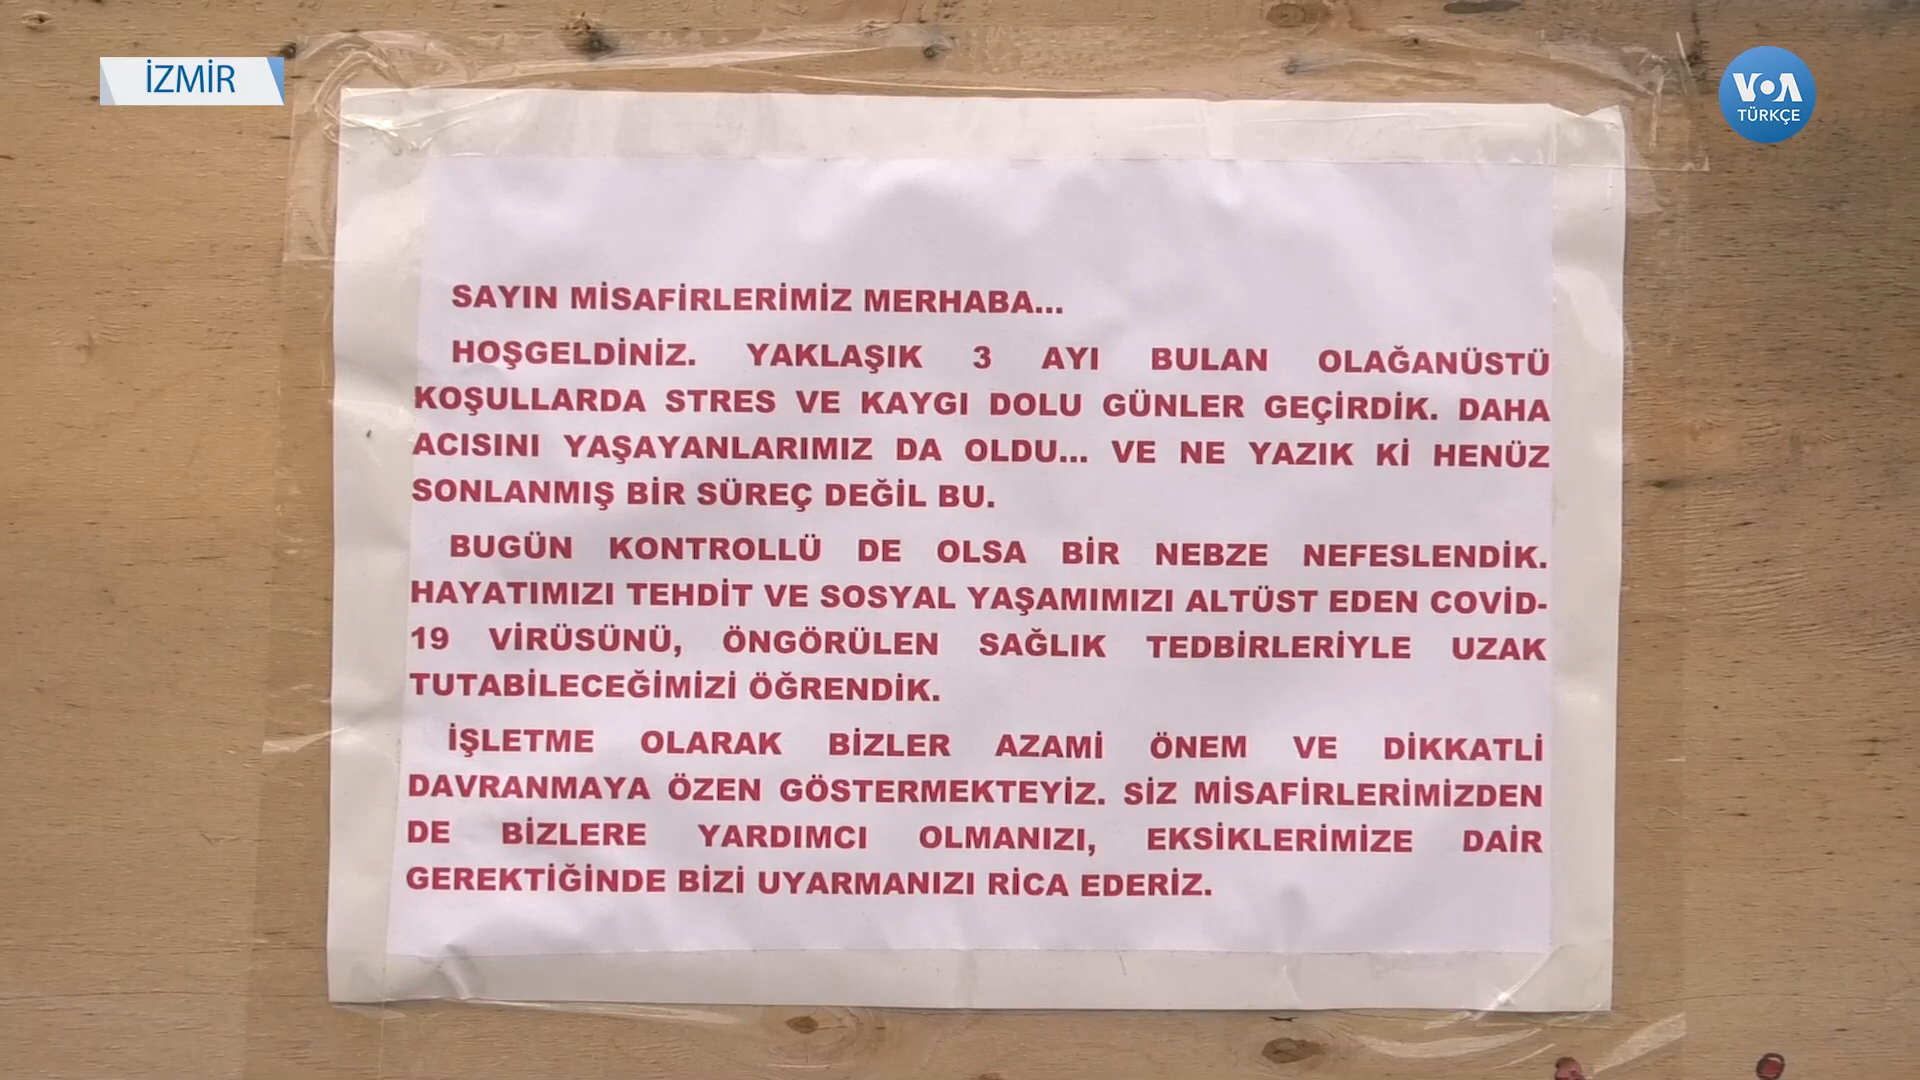 İZMİR
VOA
TÜRKÇE
SAYIN MİSAFİRLERİMİZ MERHABA...
HOŞGELDİNİZ. YAKLAŞIK 3 AYI BULAN OLAĞANÜSTÜ
KOŞULLARDA STRES VE KAYGI DOLU GÜNLER GEÇİRDİK. DAHA
ACISINI YAŞAYANLARIMIZ DA OLDU... VE NE YAZIK Kİ HENÜZ
SONLANMIŞ BİR SÜREÇ DEĞİL BU.
BUGÜN KONTROLLÜ DE OLSA BİR NEBZE NEFESLENDİK.
HAYATIMIZI TEHDİT VE SOSYAL YAŞAMIMIZI ALTÜST EDEN COVİD-
19 VİRÜSÜNÜ, ÖNGÖRÜLEN SAĞLIK TEDBİRLERİYLE UZAK
TUTABİLECEĞİMİZİ ÖĞRENDİK.
İŞLETME OLARAK BİZLER AZAMİ ÖNEM VE DİKKATLİ
DAVRANMAYA ÖZEN GÖSTERMEKTEYİZ. SİZ MİSAFİRLERİMİZDEN
DE BİZLERE YARDIMCI OLMANIZI, EKSİKLERİMİZE DAİR
GEREKTİĞİNDE BİZİ UYARMANIZI RİCA EDERİZ.